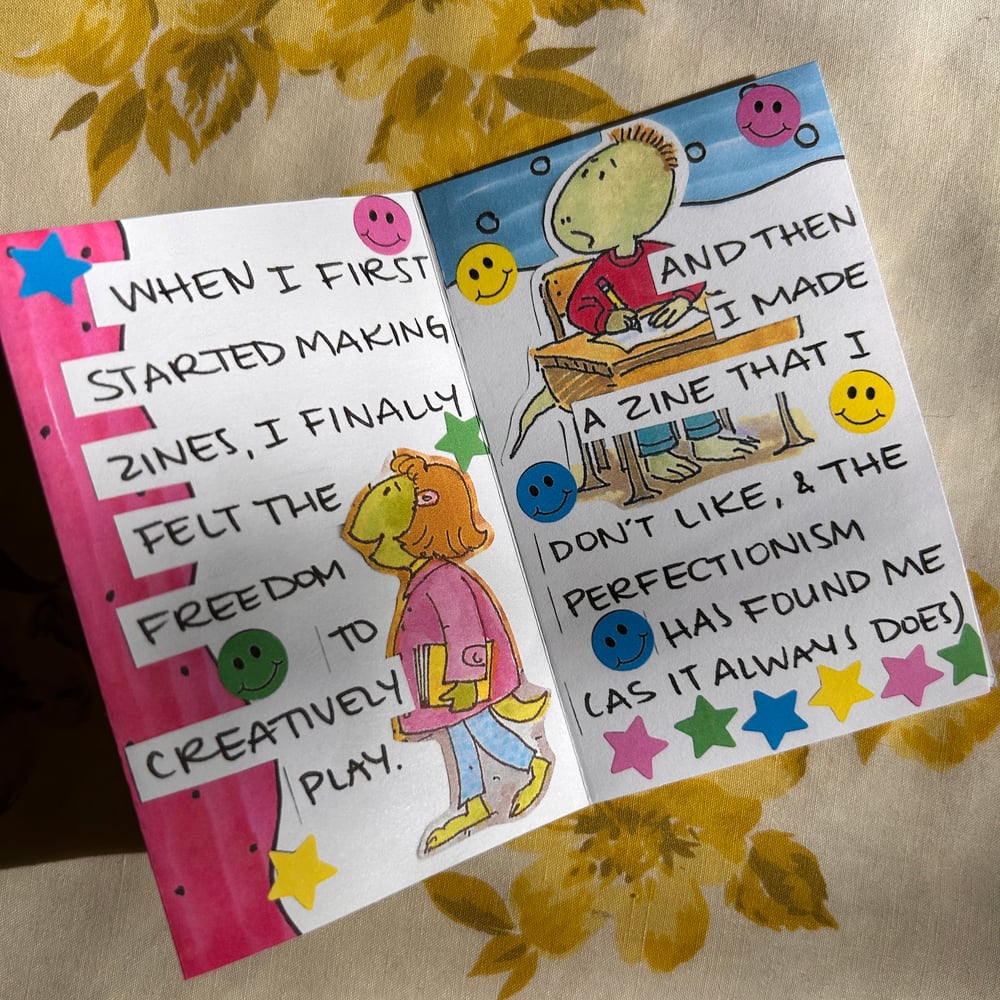 WHEN I FIRST
STARTED MAKING
ZINES, I FINALLY
FELT THE
FREEDOM
TO
CREATIVELY
PLAY.
AND THEN
I MADE
A ZINE THAT I
DON'T LIKE, & THE
PERFECTIONISM
HAS FOUND ME
(AS IT ALWAYS DOES)